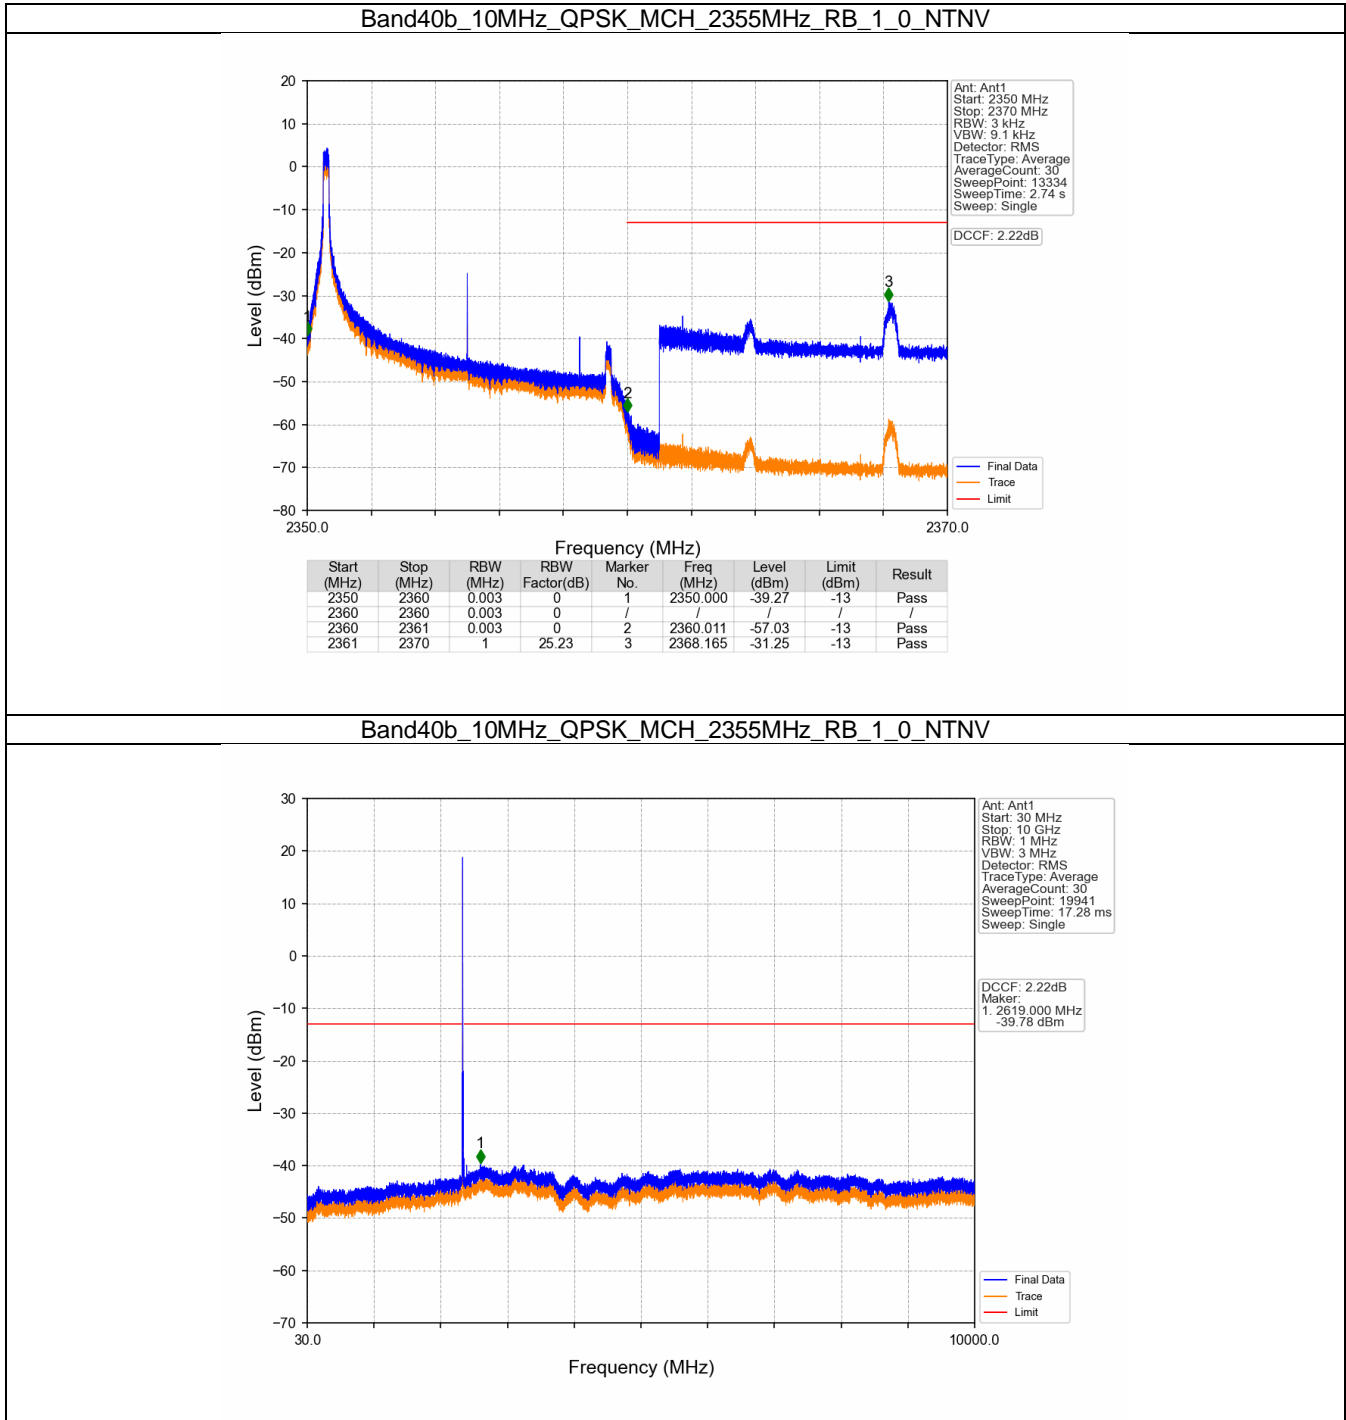 Band40b_10MHz_QPSK_MCH_2355MHz_RB_1_0_NTNV
20
10
0
−10
−20
−30
−40
−50
−60
−70
−80
Level (dBm)
1
2
3
2350.0
2370.0
Frequency (MHz)
Ant: Ant1
Start: 2350 MHz
Stop: 2370 MHz
RBW: 3 kHz
VBW: 9.1 kHz
Detector: RMS
TraceType: Average
AverageCount: 30
SweepPoint: 13334
SweepTime: 2.74 s
Sweep: Single
DCCF: 2.22dB
Final Data
Trace
Limit
Start (MHz) Stop (MHz) RBW (MHz) RBW Factor(dB) Marker No. Freq (MHz) Level (dBm) Limit (dBm) Result
2350 2360 0.003 0 1 2350.000 -39.27 -13 Pass
2360 2360 0.003 0 / / / / /
2360 2361 0.003 0 2 2360.011 -57.03 -13 Pass
2361 2370 1 25.23 3 2368.165 -31.25 -13 Pass
Band40b_10MHz_QPSK_MCH_2355MHz_RB_1_0_NTNV
30
20
10
0
−10
−20
−30
−40
−50
−60
−70
Level (dBm)
1
30.0
10000.0
Frequency (MHz)
Ant: Ant1
Start: 30 MHz
Stop: 10 GHz
RBW: 1 MHz
VBW: 3 MHz
Detector: RMS
TraceType: Average
AverageCount: 30
SweepPoint: 19941
SweepTime: 17.28 ms
Sweep: Single
DCCF: 2.22dB
Maker:
1. 2619.000 MHz
-39.78 dBm
Final Data
Trace
Limit